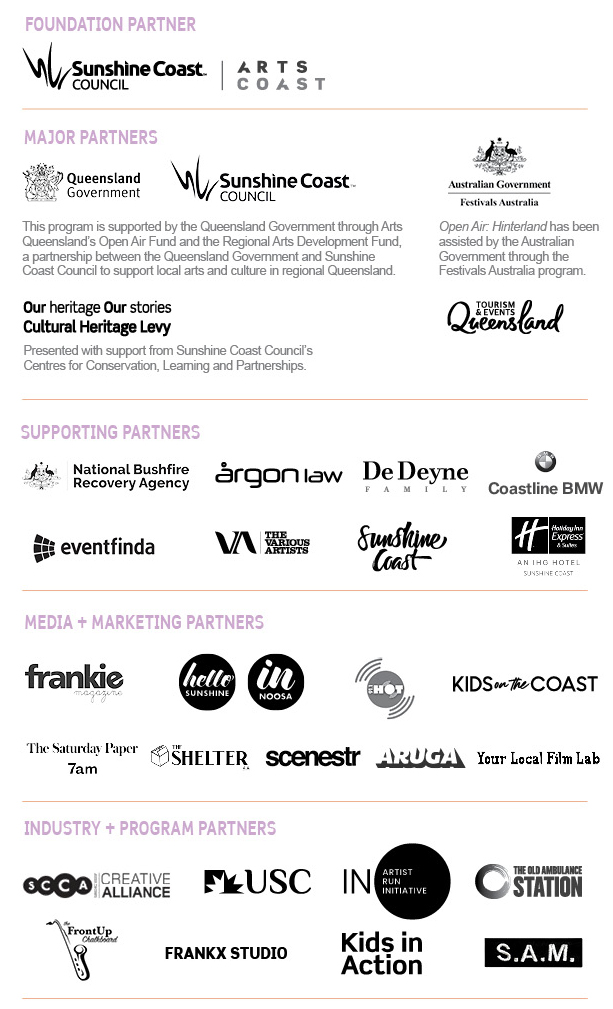 FOUNDATION PARTNER
Sunshine Coast
COUNCIL
ARTS
COAST
MAJOR PARTNERS
Queensland
Government
Sunshine Coast
COUNCIL
Australian Government
Festivals Australia
This program is supported by the Queensland Government through Arts
Queensland's Open Air Fund and the Regional Arts Development Fund,
a partnership between the Queensland Government and Sunshine
Coast Council to support local arts and culture in regional Queensland.
Open Air: Hinterland has been
assisted by the Australian
Government through the
Festivals Australia program.
Our heritage Our stories
Cultural Heritage Levy
Presented with support from Sunshine Coast Council's
Centres for Conservation, Learning and Partnerships.
TOURISM
& EVENTS
Queensland
SUPPORTING PARTNERS
National Bushfire
Recovery Agency
argon law
De Deyne
FAMILY
Coastline BMW
eventfinda
VA
THE
VARIOUS
ARTISTS
Sunshine
Coast
H
Holiday Inn
Express
& Suites
AN IHG HOTEL
SUNSHINE COAST
MEDIA + MARKETING PARTNERS
frankie
magazine
hello
SUNSHINE
in
NOOSA
HOT
KIDS on the COAST
The Saturday Paper
7am
THE
SHELTER
scenestr
ARUGA
Your Local Film Lab
INDUSTRY + PROGRAM PARTNERS
SCCA
CREATIVE
ALLIANCE
USC
IN
ARTIST
RUN
INITIATIVE
THE OLD AMBULANCE
STATION
the
FrontUp
Chalkboard
FRANKX STUDIO
Kids in
Action
S.A.M.